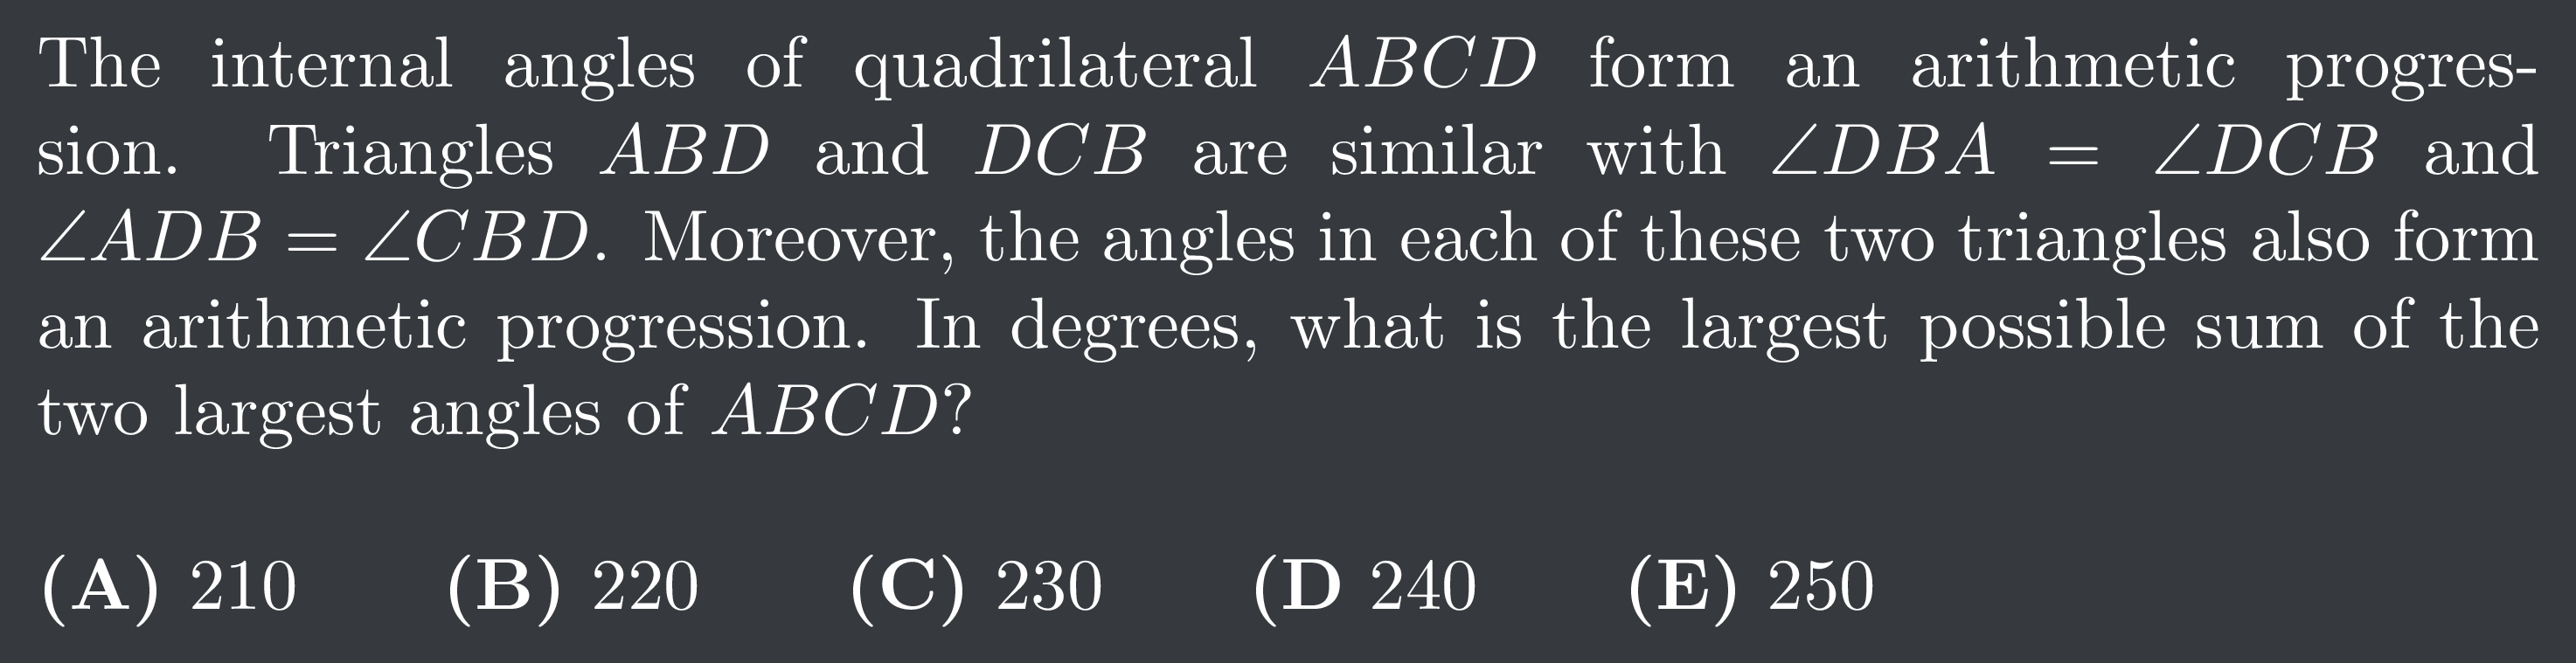 The internal angles of quadrilateral ABCD form an arithmetic progres-
sion. Triangles ABD and DCB are similar with ∠DBA = ∠DCB and
∠ADB = ∠CBD. Moreover, the angles in each of these two triangles also form
an arithmetic progression. In degrees, what is the largest possible sum of the
two largest angles of ABCD?
(A) 210 (B) 220 (C) 230 (D 240 (E) 250